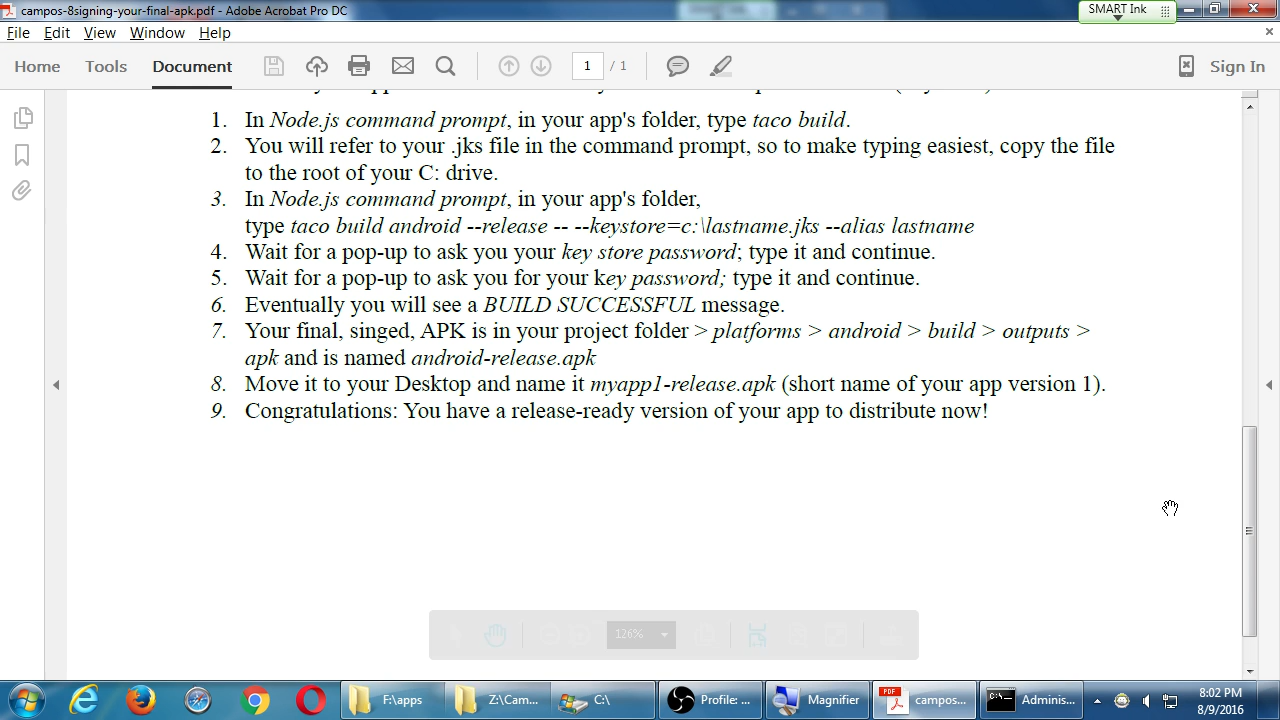 campos-8signing-your-final-apk.pdf - Adobe Acrobat Pro DC
SMART Ink
File Edit View Window Help
Home Tools Document 1 / 1 Sign In
1. In Node.js command prompt, in your app's folder, type taco build.
2. You will refer to your .jks file in the command prompt, so to make typing easiest, copy the file
to the root of your C: drive.
3. In Node.js command prompt, in your app's folder,
type taco build android --release -- --keystore=c:\lastname.jks --alias lastname
4. Wait for a pop-up to ask you your key store password; type it and continue.
5. Wait for a pop-up to ask you for your key password; type it and continue.
6. Eventually you will see a BUILD SUCCESSFUL message.
7. Your final, singed, APK is in your project folder > platforms > android > build > outputs >
apk and is named android-release.apk
8. Move it to your Desktop and name it myapp1-release.apk (short name of your app version 1).
9. Congratulations: You have a release-ready version of your app to distribute now!
126%
F:\apps Z:\Cam... C:\ Profile: ... Magnifier campos... Adminis... 8:02 PM
8/9/2016